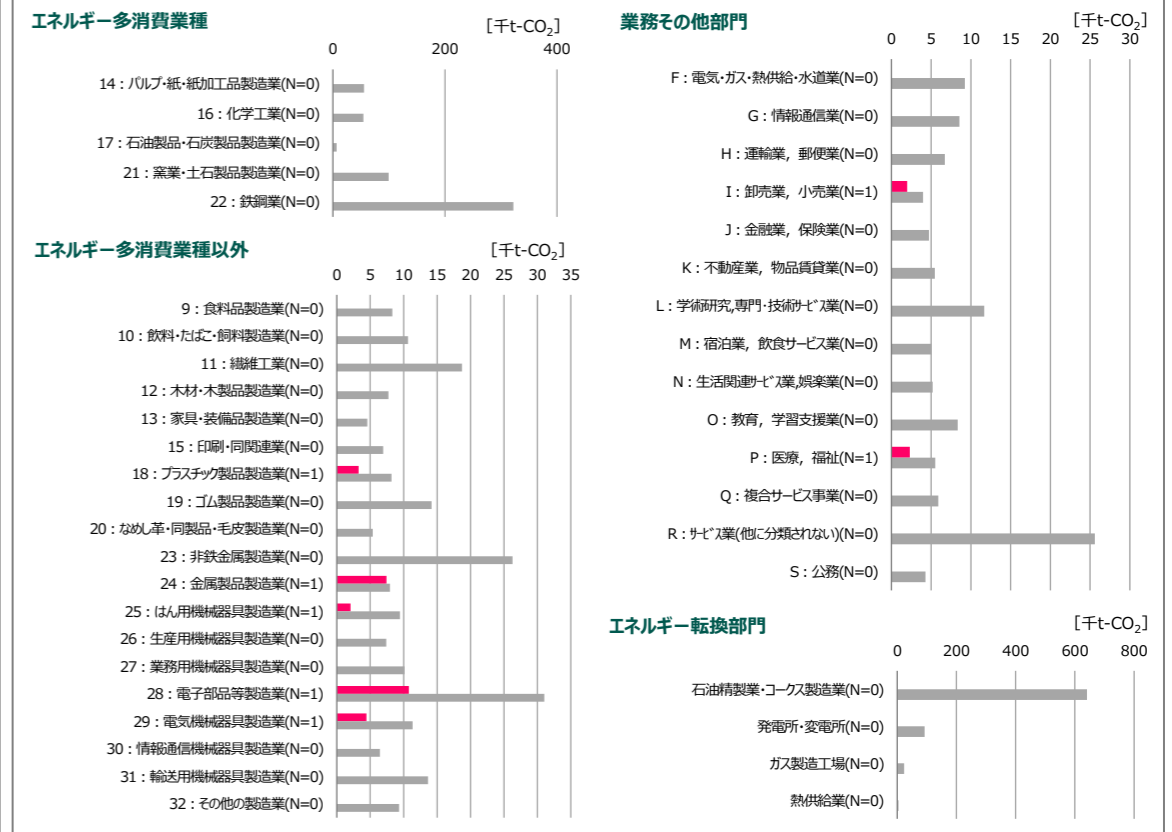 エネルギー多消費業種
[千t-CO2]
0 200 400
14：パルプ・紙・紙加工品製造業(N=0)
16：化学工業(N=0)
17：石油製品・石炭製品製造業(N=0)
21：窯業・土石製品製造業(N=0)
22：鉄鋼業(N=0)
エネルギー多消費業種以外
[千t-CO2]
0 5 10 15 20 25 30 35
9：食料品製造業(N=0)
10：飲料・たばこ・飼料製造業(N=0)
11：繊維工業(N=0)
12：木材・木製品製造業(N=0)
13：家具・装備品製造業(N=0)
15：印刷・同関連業(N=0)
18：プラスチック製品製造業(N=1)
19：ゴム製品製造業(N=0)
20：なめし革・同製品・毛皮製造業(N=0)
23：非鉄金属製造業(N=0)
24：金属製品製造業(N=1)
25：はん用機械器具製造業(N=1)
26：生産用機械器具製造業(N=0)
27：業務用機械器具製造業(N=0)
28：電子部品等製造業(N=1)
29：電気機械器具製造業(N=1)
30：情報通信機械器具製造業(N=0)
31：輸送用機械器具製造業(N=0)
32：その他の製造業(N=0)
業務その他部門
[千t-CO2]
0 5 10 15 20 25 30
F：電気・ガス・熱供給・水道業(N=0)
G：情報通信業(N=0)
H：運輸業，郵便業(N=0)
I：卸売業，小売業(N=1)
J：金融業，保険業(N=0)
K：不動産業，物品賃貸業(N=0)
L：学術研究,専門・技術サービス業(N=0)
M：宿泊業，飲食サービス業(N=0)
N：生活関連サービス業,娯楽業(N=0)
O：教育，学習支援業(N=0)
P：医療，福祉(N=1)
Q：複合サービス事業(N=0)
R：サービス業(他に分類されない)(N=0)
S：公務(N=0)
エネルギー転換部門
[千t-CO2]
0 200 400 600 800
石油精製業・コークス製造業(N=0)
発電所・変電所(N=0)
ガス製造工場(N=0)
熱供給業(N=0)